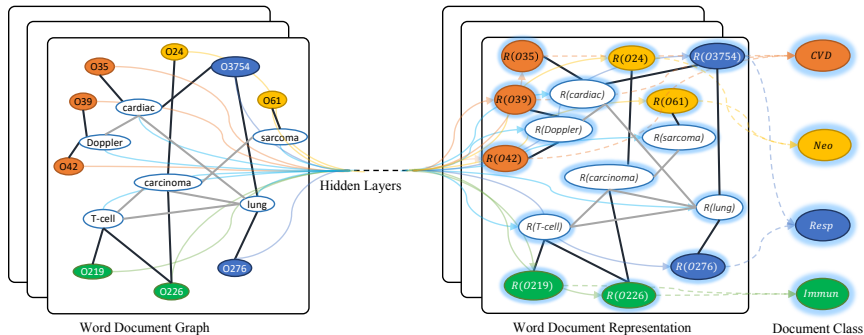 O24
O35
O3754
O39
O61
cardiac
Doppler
sarcoma
O42
carcinoma
T-cell
lung
O219
O276
O226
Word Document Graph
Hidden Layers
R(O35)
R(O24)
R(O3754)
R(O39)
R(cardiac)
R(O61)
R(Doppler)
R(sarcoma)
R(O42)
R(carcinoma)
R(lung)
R(T-cell)
R(O276)
R(O219)
R(O226)
Word Document Representation
CVD
Neo
Resp
Immun
Document Class